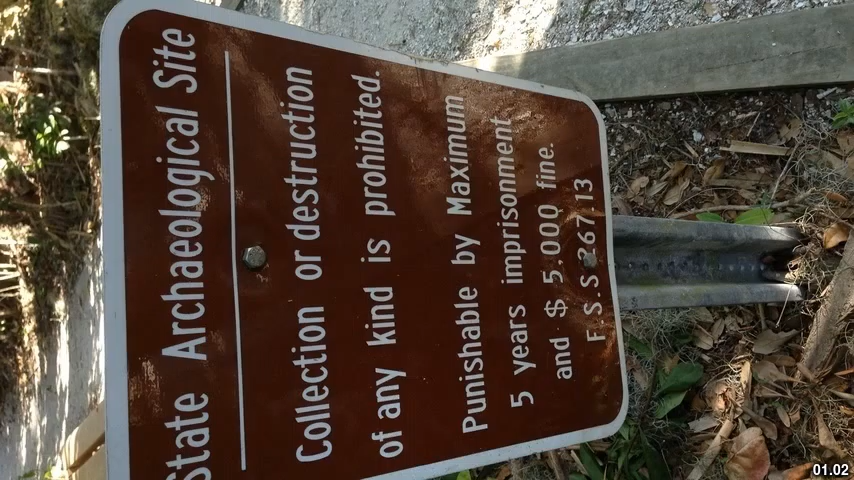 State Archaeological Site
Collection or destruction
of any kind is prohibited.
Punishable by Maximum
5 years imprisonment
and $ 5,000 fine.
F.S.S. 267.13
01.02